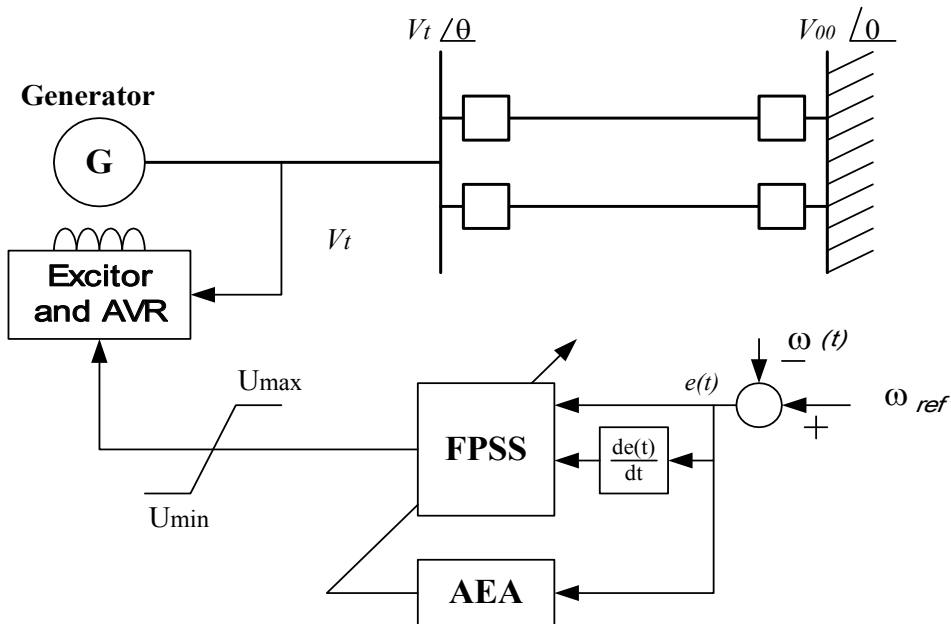 Vt /θ
V00 /0
Generator
G
Vt
Excitor
and AVR
Umax
Umin
FPSS
e(t)
ω (t)
−
ω ref
+
de(t)
dt
AEA